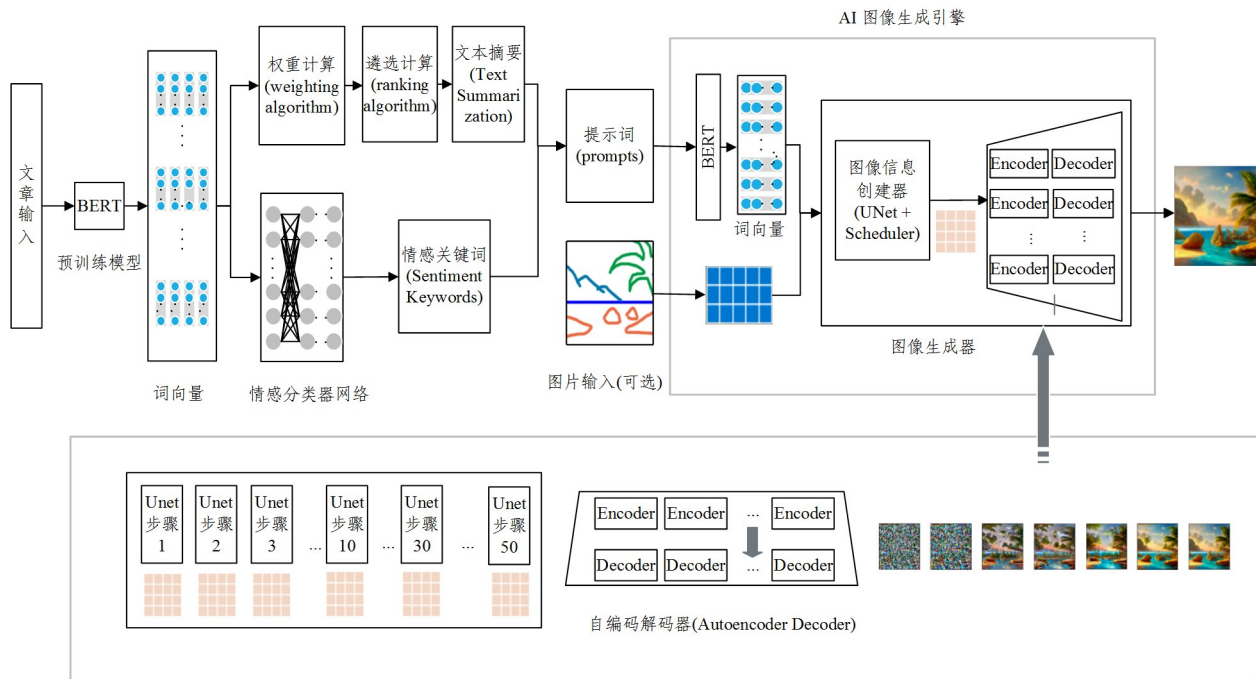 AI 图像生成引擎
文章输入
BERT
预训练模型
词向量
权重计算
(weighting
algorithm)
遴选计算
(ranking
algorithm)
文本摘要
(Text
Summari
zation)
情感分类器网络
情感关键词
(Sentiment
Keywords)
提示词
(prompts)
图片输入(可选)
BERT
词向量
图像信息
创建器
(UNet +
Scheduler)
Encoder
Decoder
Encoder
Decoder
...
...
Encoder
Decoder
图像生成器
Unet
步骤
1
Unet
步骤
2
Unet
步骤
3
...
Unet
步骤
10
...
Unet
步骤
30
...
Unet
步骤
50
Encoder
Encoder
...
Encoder
Decoder
Decoder
...
Decoder
自编码解码器(Autoencoder Decoder)